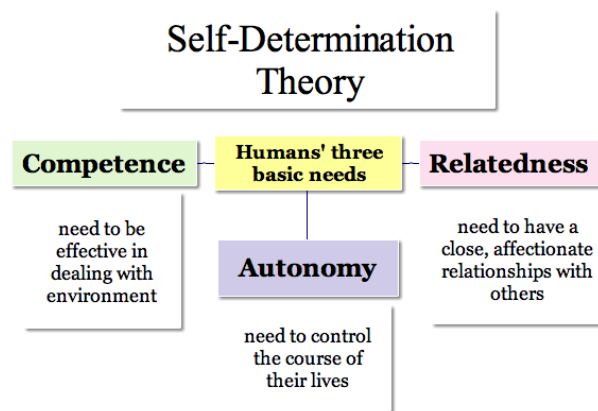 Self-Determination
Theory
Competence
Humans' three
basic needs
Relatedness
need to be
effective in
dealing with
environment
Autonomy
need to control
the course of
their lives
need to have a
close, affectionate
relationships with
others